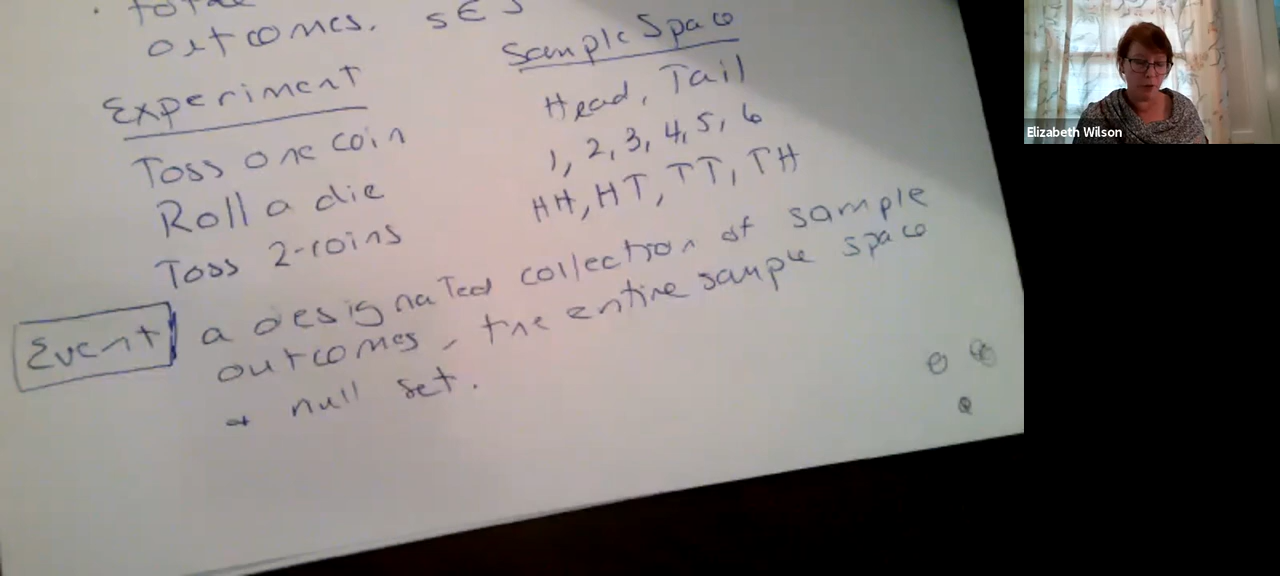 outcomes. set
Experiment Sample Space
Toss one coin Head, Tail
Roll a die 1, 2, 3, 4, 5, 6
Toss 2-coins HH, HT, TT, TH
Event a designated collection of sample
outcomes, the entire sample space
null set.
Elizabeth Wilson